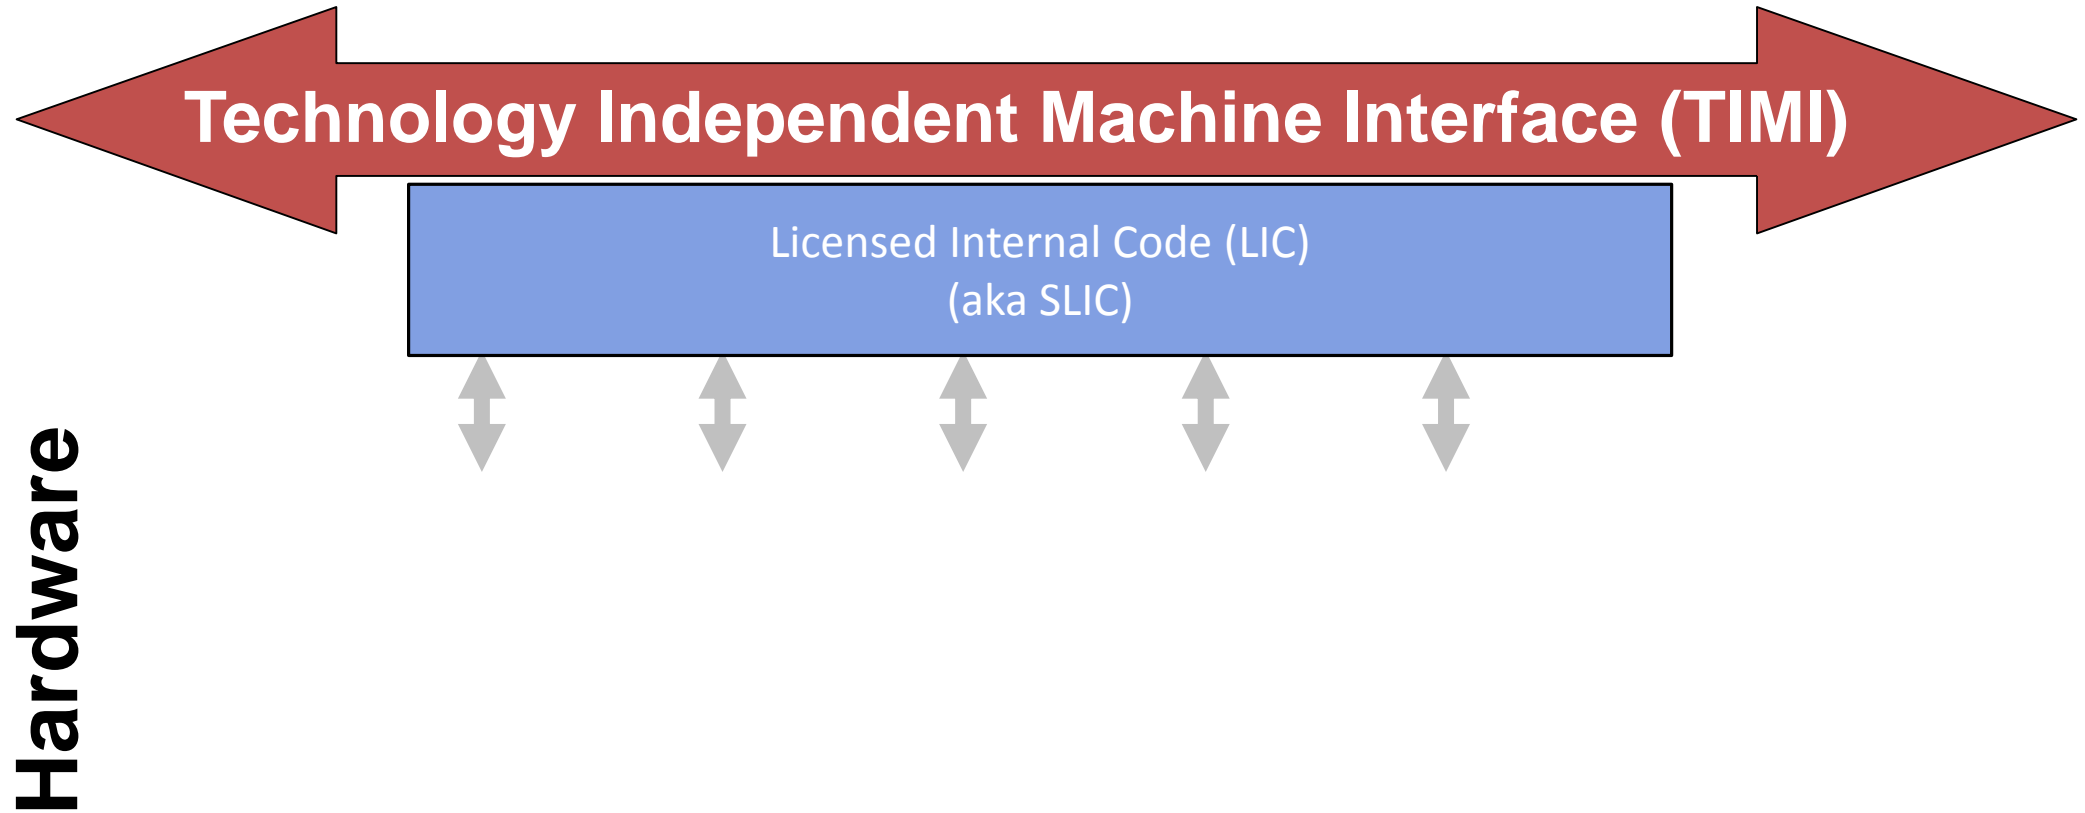 Technology Independent Machine Interface (TIMI)
Licensed Internal Code (LIC)
(aka SLIC)
Hardware